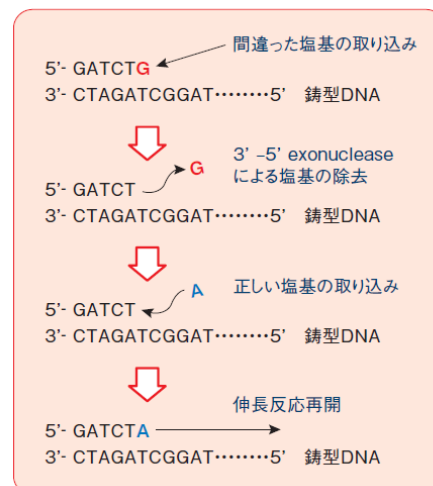 間違った塩基の取り込み
5’- GATCTG
3’- CTAGATCGGAT‥‥‥‥5’ 鋳型DNA
G
3’ –5’ exonuclease
による塩基の除去
5’- GATCT
3’- CTAGATCGGAT‥‥‥‥5’ 鋳型DNA
A
正しい塩基の取り込み
5’- GATCT
3’- CTAGATCGGAT‥‥‥‥5’ 鋳型DNA
伸長反応再開
5’- GATCTA
3’- CTAGATCGGAT‥‥‥‥5’ 鋳型DNA